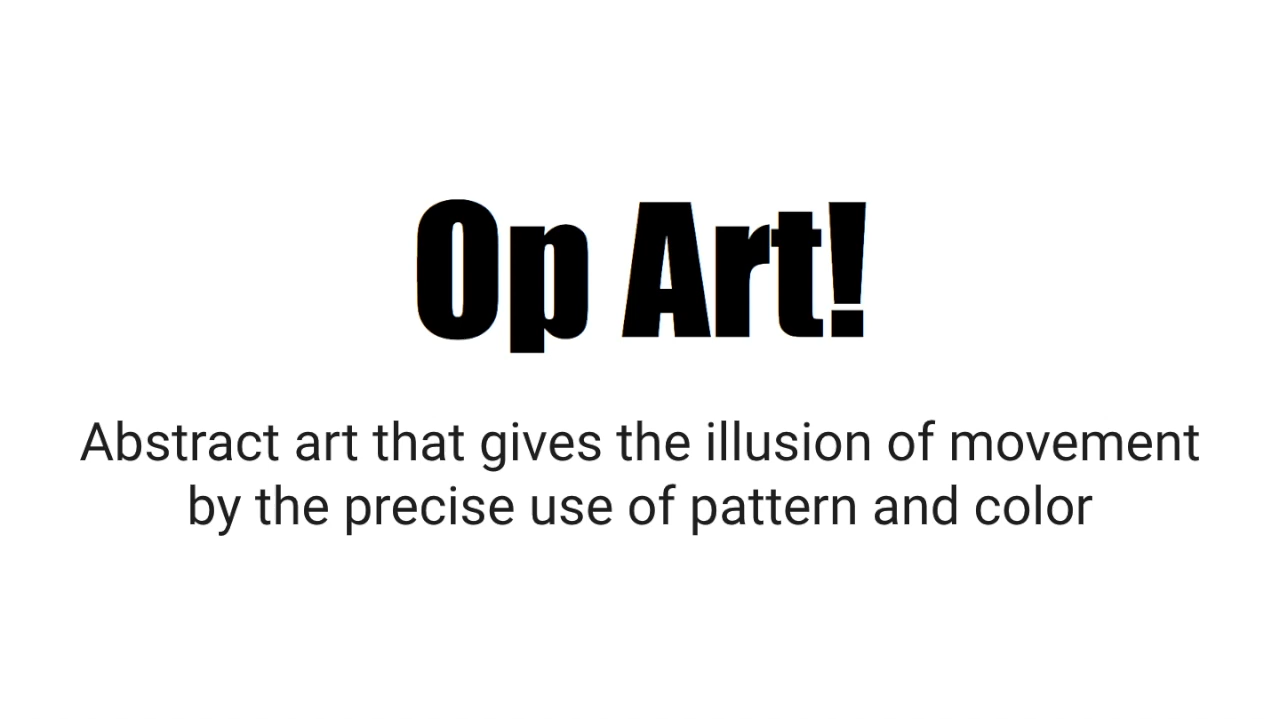 Op Art!
Abstract art that gives the illusion of movement
by the precise use of pattern and color